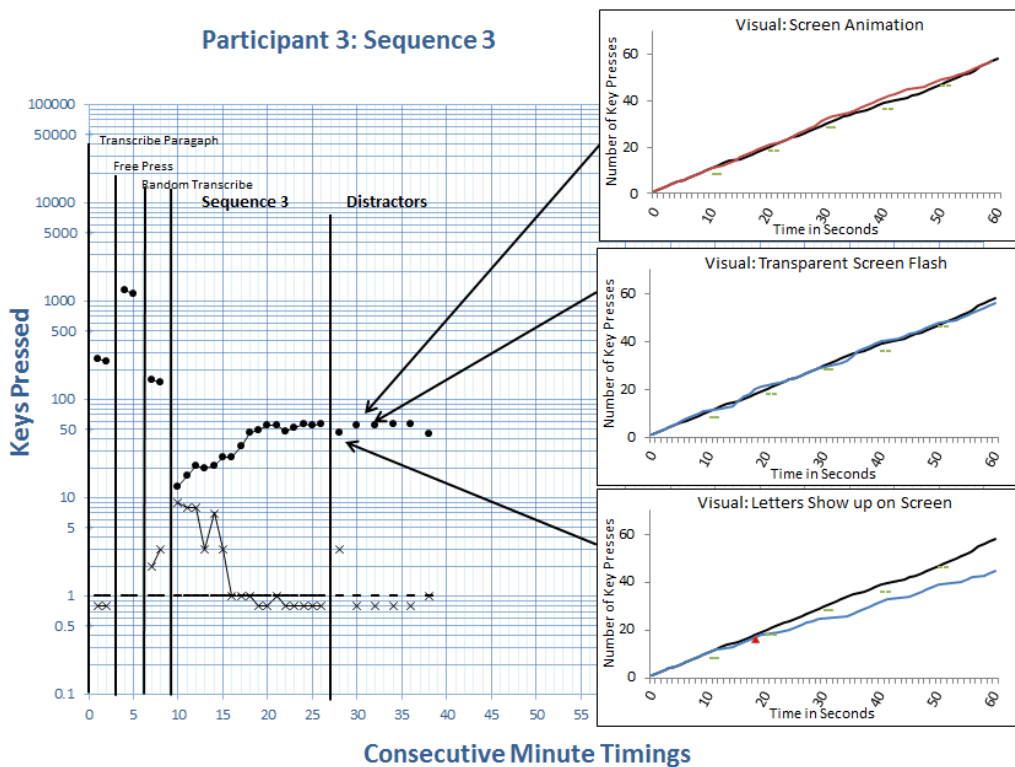 Participant 3: Sequence 3
100000
50000
10000
5000
1000
500
100
50
10
5
1
0.5
0.1
Keys Pressed
Transcribe Paragaph
Free Press
Random Transcribe
Sequence 3
Distractors
0 5 10 15 20 25 30 35 40 45 50 55
Consecutive Minute Timings
Visual: Screen Animation
Number of Key Presses
60
40
20
0
0 10 20 30 40 50 60
Time in Seconds
Visual: Transparent Screen Flash
Number of Key Presses
60
40
20
0
0 10 20 30 40 50 60
Time in Seconds
Visual: Letters Show up on Screen
Number of Key Presses
60
40
20
0
0 10 20 30 40 50 60
Time in Seconds